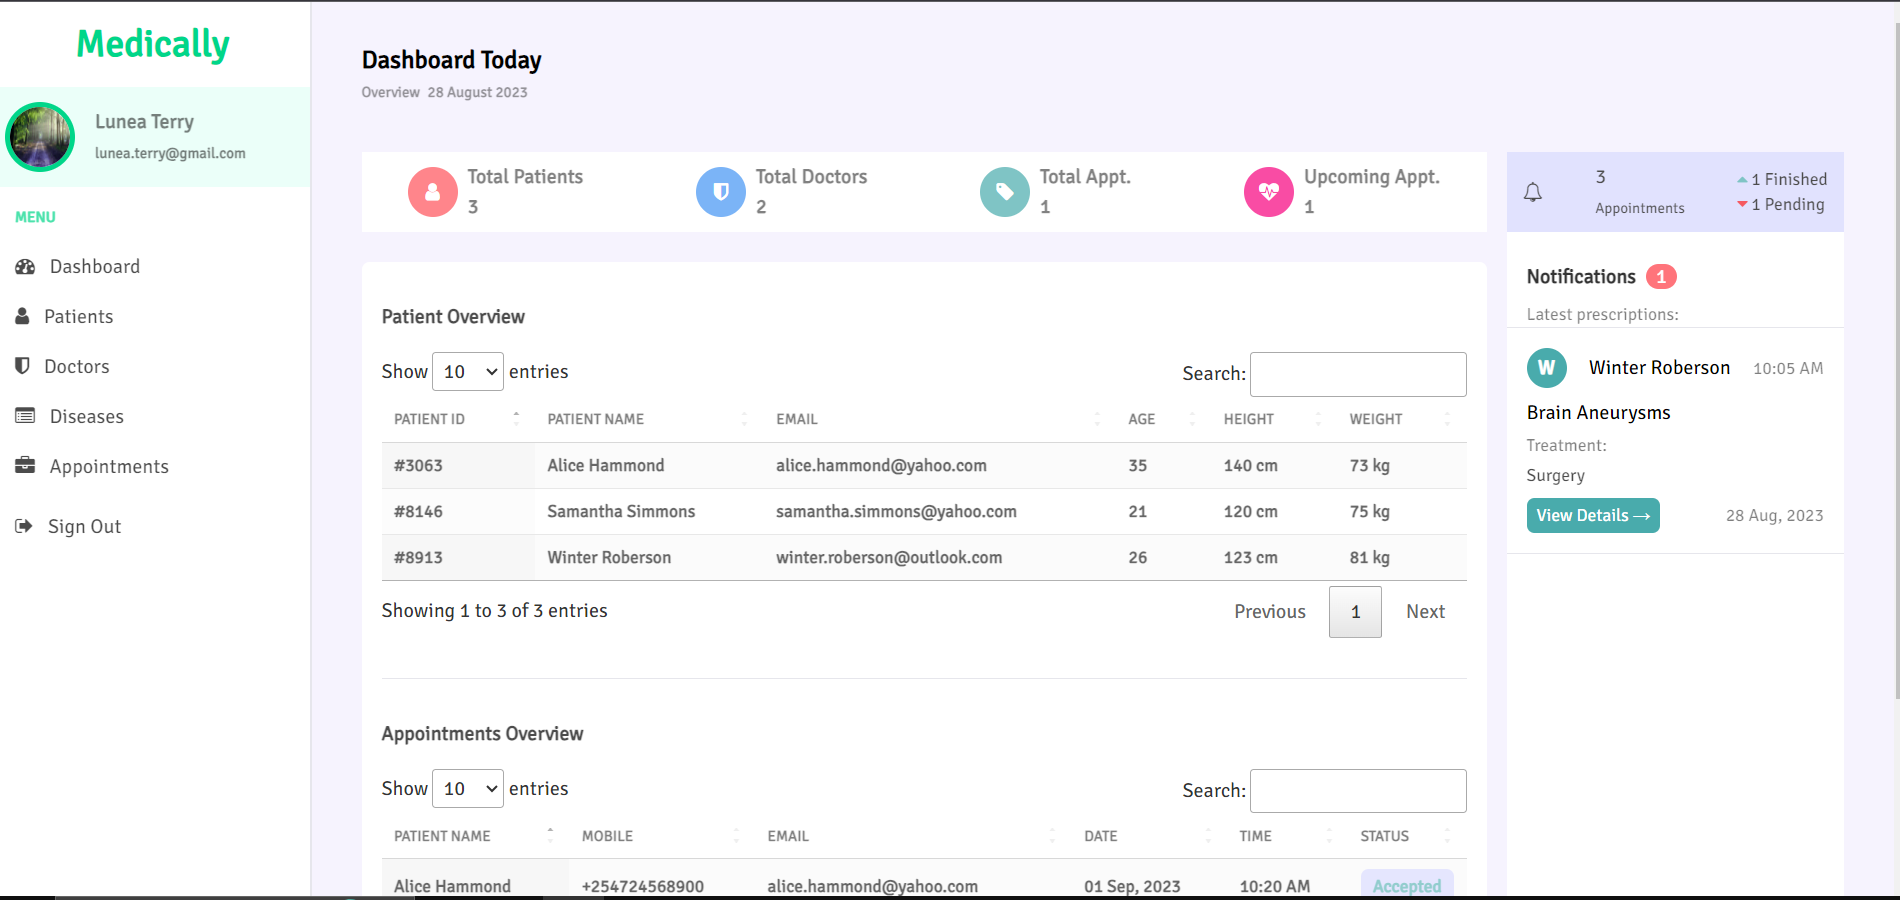 Medically
Lunea Terry
lunea.terry@gmail.com
MENU
Dashboard
Patients
Doctors
Diseases
Appointments
Sign Out
Dashboard Today
Overview 28 August 2023
Total Patients
3
Total Doctors
2
Total Appt.
1
Upcoming Appt.
1
Patient Overview
Show 10 entries
Search:
PATIENT ID PATIENT NAME EMAIL AGE HEIGHT WEIGHT
#3063 Alice Hammond alice.hammond@yahoo.com 35 140 cm 73 kg
#8146 Samantha Simmons samantha.simmons@yahoo.com 21 120 cm 75 kg
#8913 Winter Roberson winter.roberson@outlook.com 26 123 cm 81 kg
Showing 1 to 3 of 3 entries
Previous 1 Next
Appointments Overview
Show 10 entries
Search:
PATIENT NAME MOBILE EMAIL DATE TIME STATUS
Alice Hammond +254724568900 alice.hammond@yahoo.com 01 Sep, 2023 10:20 AM Accepted
3
Appointments
1 Finished
1 Pending
Notifications 1
Latest prescriptions:
W Winter Roberson 10:05 AM
Brain Aneurysms
Treatment:
Surgery
View Details → 28 Aug, 2023